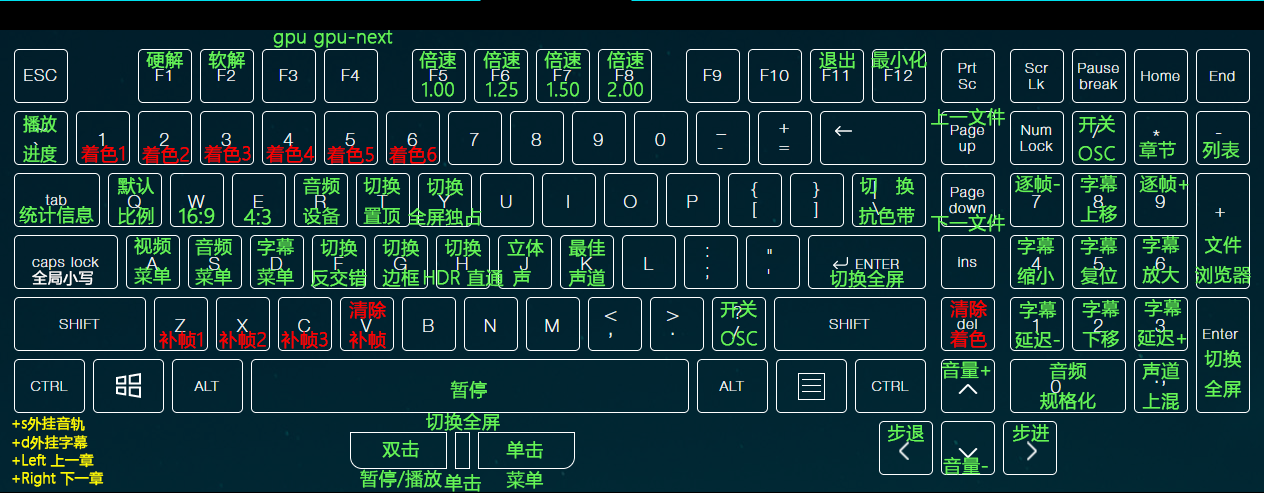 gpu gpu-next
ESC
硬解 F1
软解 F2
F3
F4
倍速 F5 1.00
倍速 F6 1.25
倍速 F7 1.50
倍速 F8 2.00
F9
F10
退出 F11
最小化 F12
Prt Sc
Scr Lk
Pause break
Home
End
播放 ~ ` 进度
1 着色1
2 着色2
3 着色3
4 着色4
5 着色5
6 着色6
7
8
9
0
_ -
+ =
←
上一文件 Page up
Num Lock
开关 / OSC
* 章节
- 列表
tab 统计信息
默认 Q 比例
W 16:9
E 4:3
音频 R 设备
切换 T 置顶
切换 Y 全屏独占
U
I
O
P
{ [
} ]
切 换 | \ 抗色带
Page down 下一文件
逐帧- 7
字幕 8 上移
逐帧+ 9
+ 文件 浏览器
caps lock 全局小写
视频 A 菜单
音频 S 菜单
字幕 D 菜单
切换 F 反交错
切换 G 边框
切换 H HDR 直通
立体 J 声
最佳 K 声道
L
: ;
" '
↵ ENTER 切换全屏
ins
字幕 4 缩小
字幕 5 复位
字幕 6 放大
SHIFT
Z 补帧1
X 补帧2
C 补帧3
清除 V 补帧
B
N
M
< ,
> .
开关 ? / OSC
SHIFT
清除 del 着色
字幕 1 延迟-
字幕 2 下移
字幕 3 延迟+
Enter 切换 全屏
CTRL
ALT
暂停
ALT
CTRL
音量+
音频 0 规格化
声道 . , 上混
+s外挂音轨
+d外挂字幕
+Left 上一章
+Right 下一章
切换全屏
双击
单击
暂停/播放
单击
菜单
步退
音量-
步进